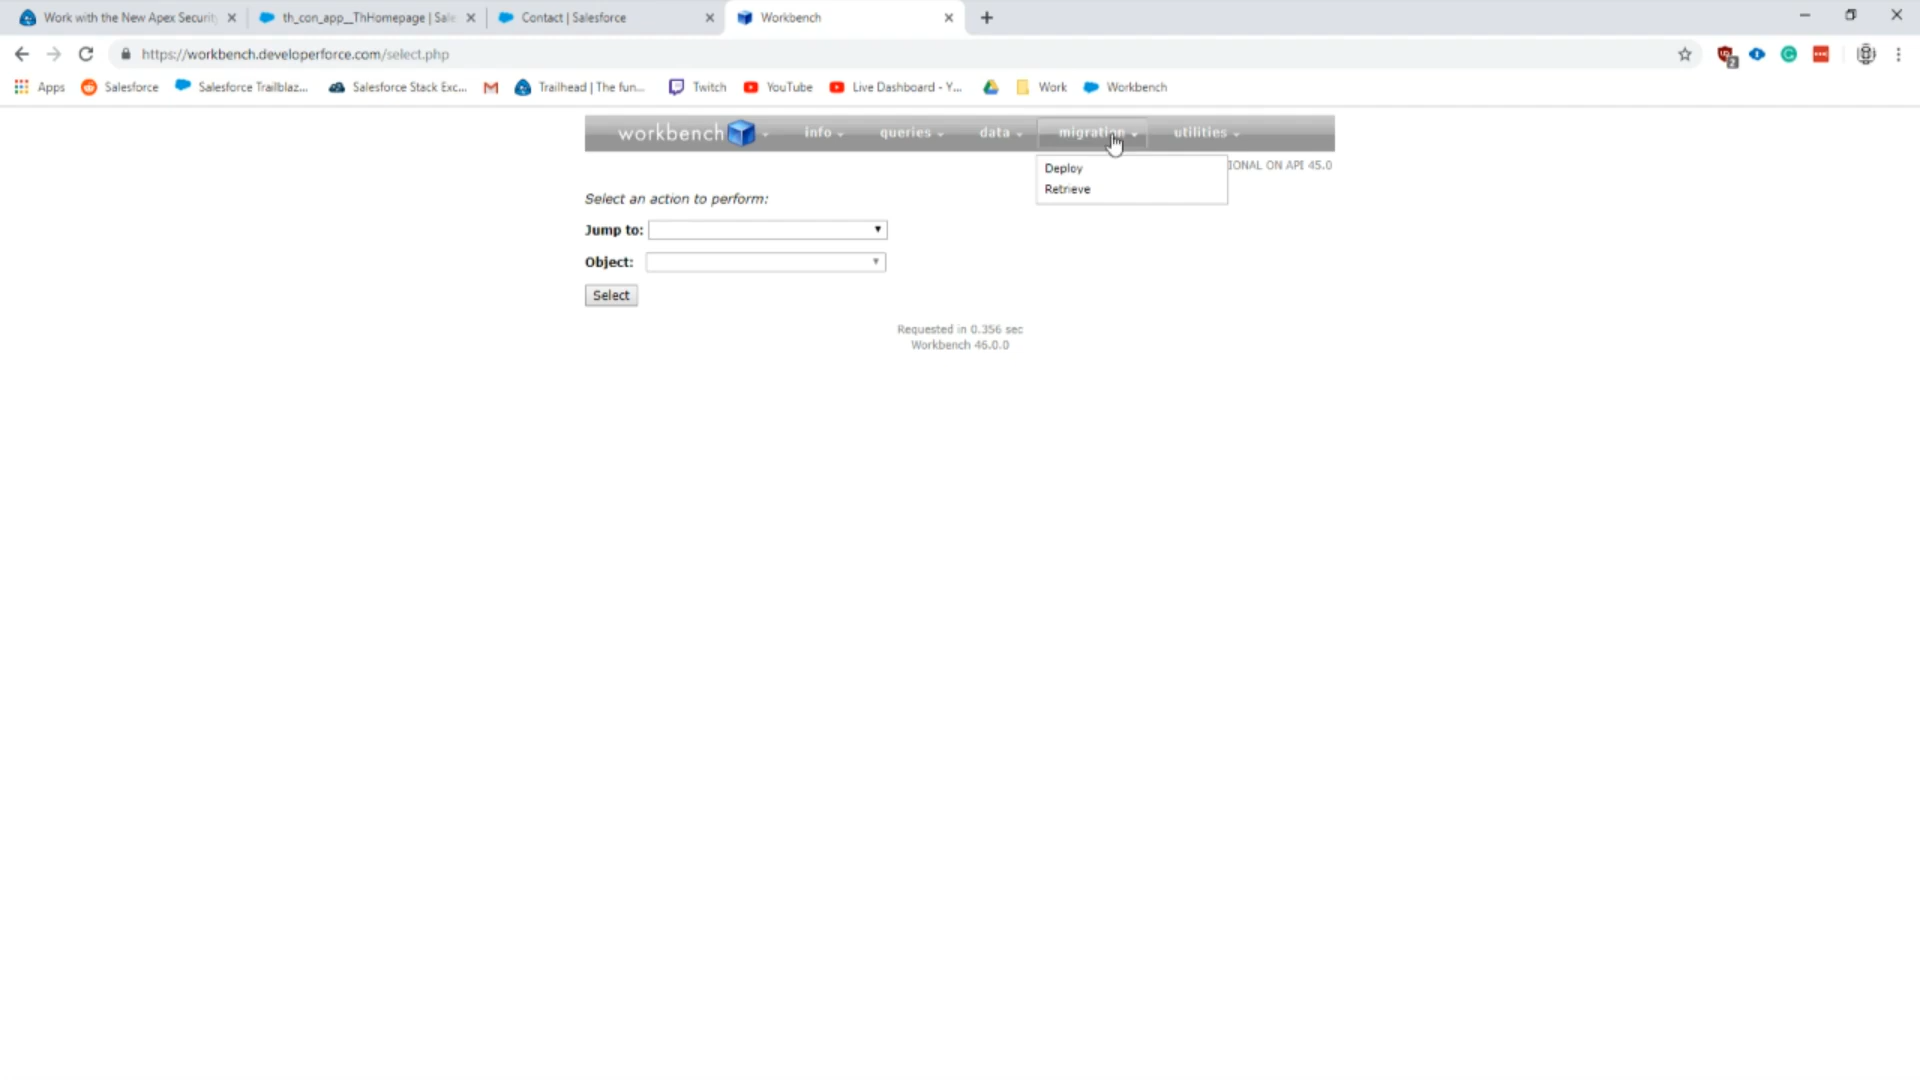 Work with the New Apex Securit
th_con_app__ThHomepage | Sale
Contact | Salesforce
Workbench
https://workbench.developerforce.com/select.php
2
Apps
Salesforce
Salesforce Trailblaz...
Salesforce Stack Exc...
Trailhead | The fun...
Twitch
YouTube
Live Dashboard - Y...
Work
Workbench
workbench
info
queries
data
migration
utilities
IONAL ON API 45.0
Deploy
Retrieve
Select an action to perform:
Jump to:
Object:
Select
Requested in 0.356 sec
Workbench 46.0.0